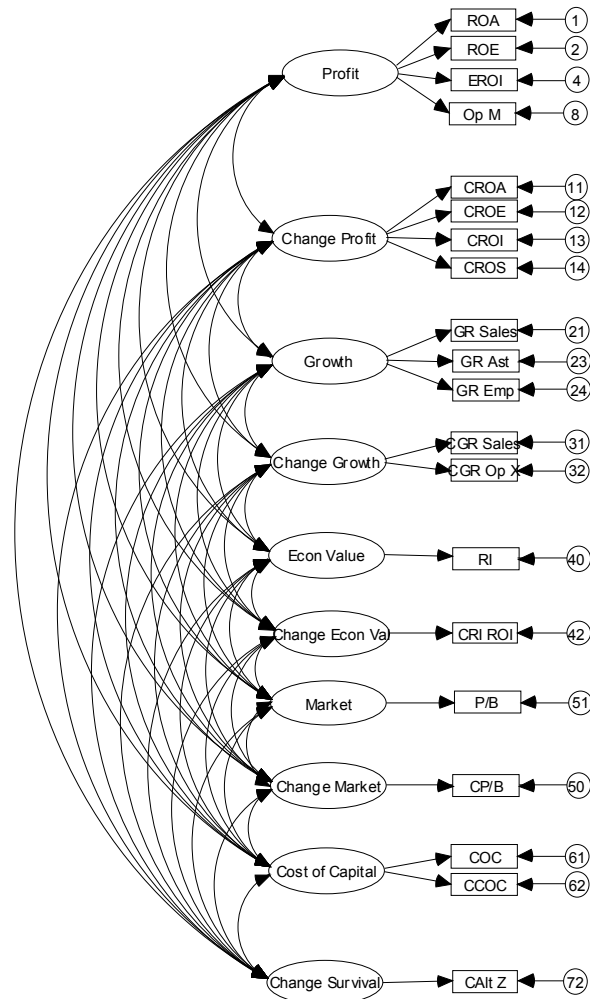 ROA 1
ROE 2
Profit
EROI 4
Op M 8
CROA 11
CROE 12
Change Profit
CROI 13
CROS 14
GR Sales 21
Growth
GR Ast 23
GR Emp 24
CGR Sales 31
Change Growth
CGR Op X 32
Econ Value
RI 40
Change Econ Val
CRI ROI 42
Market
P/B 51
Change Market
CP/B 50
COC 61
Cost of Capital
CCOC 62
Change Survival
CAlt Z 72